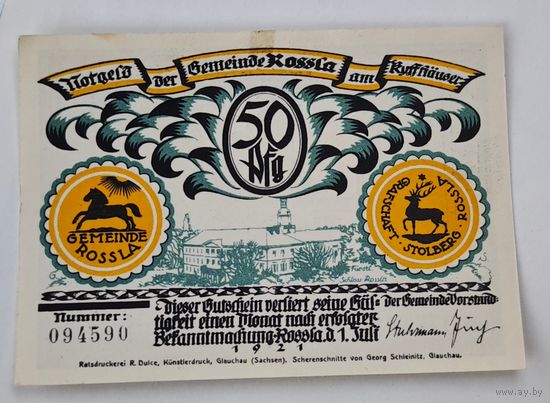 Notgeld der Gemeinde Rossla am Kyffhäuser
50
Pfg
GEMEINDE
ROSSLA
GRAFSCHAFT STOLBERG-ROSSLA
Fürstl.
Schloss Rossla
Dieser Gutschein verliert seine Gül= der Gemeindevorstand
tigkeit einen Monat nach erfolgter
Bekanntmachung. Rossla, d. 1. Juli
1921
Nummer:
094590
Ratsdruckerei R. Dulce, Künstlerdruck, Glauchau (Sachsen). Scherenschnitte von Georg Schleinitz, Glauchau.
www.ay.by